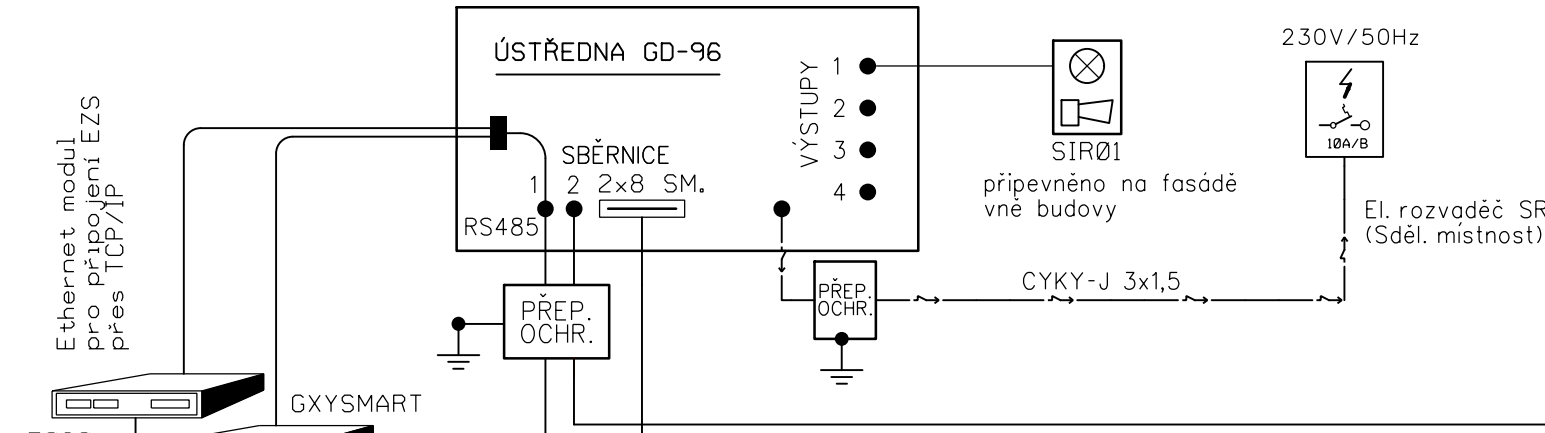 ÚSTŘEDNA GD-96
VÝSTUPY
1
2
3
4
SBĚRNICE
1 2 2x8 SM.
RS485
PŘEP.
OCHR.
PŘEP.
OCHR.
CYKY-J 3x1,5
SIRØ1
připevněno na fasádě
vně budovy
230V/50Hz
10A/B
El. rozvaděč SR
(Sděl. místnost)
Ethernet modul
pro připojení EZS
přes TCP/IP
GXYSMART